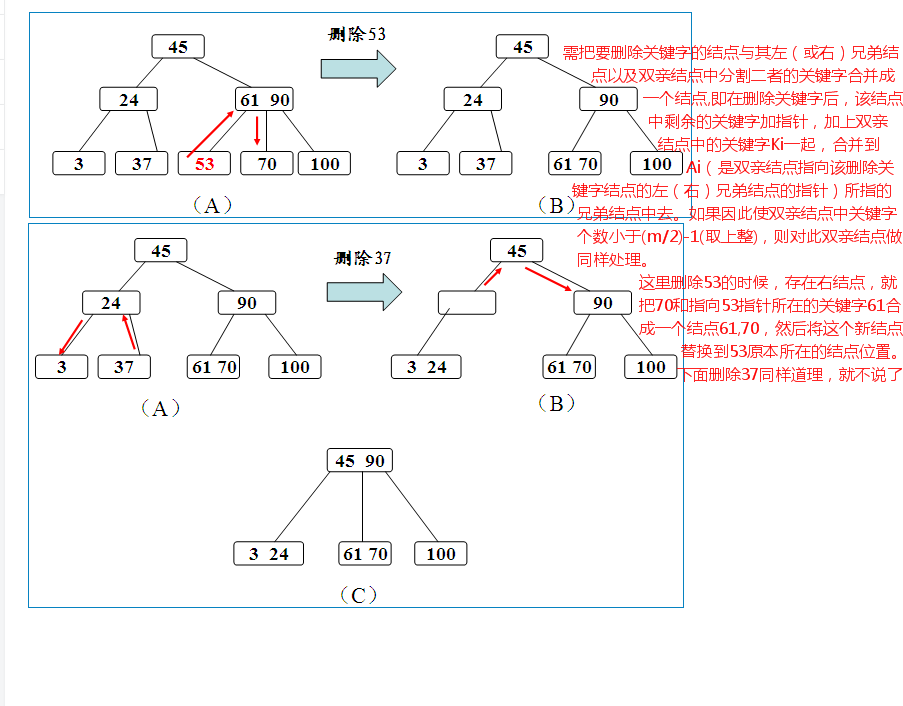 删除53
45
24
61 90
3
37
53
70
100
（A）
45
24
90
3
37
61 70
100
（B）
需把要删除关键字的结点与其左（或右）兄弟结
点以及双亲结点中分割二者的关键字合并成
一个结点,即在删除关键字后，该结点
中剩余的关键字加指针，加上双亲
结点中的关键字Ki一起，合并到
Ai（是双亲结点指向该删除关
键字结点的左（右）兄弟结点的指针）所指的
兄弟结点中去。如果因此使双亲结点中关键字
个数小于(m/2)-1(取上整)，则对此双亲结点做
同样处理。
这里删除53的时候，存在右结点，就
把70和指向53指针所在的关键字61合
成一个结点61,70，然后将这个新结点
替换到53原本所在的结点位置。
下面删除37同样道理，就不说了
删除37
45
24
90
3
37
61 70
100
（A）
45
90
3 24
61 70
100
（B）
45 90
3 24
61 70
100
（C）